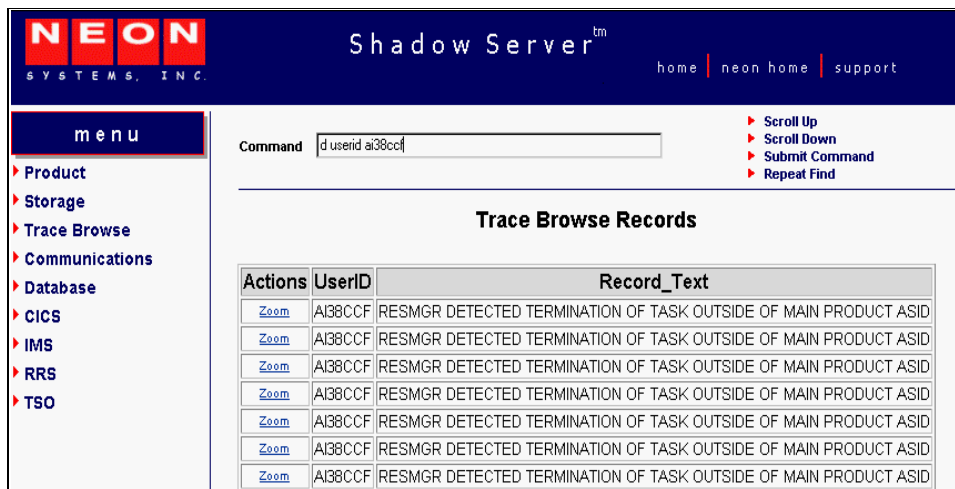 NEON
SYSTEMS, INC.
Shadow Server tm
home | neon home | support
menu
Product
Storage
Trace Browse
Communications
Database
CICS
IMS
RRS
TSO
Command d userid ai38ccf
Scroll Up
Scroll Down
Submit Command
Repeat Find
Trace Browse Records
Actions UserID Record_Text
Zoom AI38CCF RESMGR DETECTED TERMINATION OF TASK OUTSIDE OF MAIN PRODUCT ASID
Zoom AI38CCF RESMGR DETECTED TERMINATION OF TASK OUTSIDE OF MAIN PRODUCT ASID
Zoom AI38CCF RESMGR DETECTED TERMINATION OF TASK OUTSIDE OF MAIN PRODUCT ASID
Zoom AI38CCF RESMGR DETECTED TERMINATION OF TASK OUTSIDE OF MAIN PRODUCT ASID
Zoom AI38CCF RESMGR DETECTED TERMINATION OF TASK OUTSIDE OF MAIN PRODUCT ASID
Zoom AI38CCF RESMGR DETECTED TERMINATION OF TASK OUTSIDE OF MAIN PRODUCT ASID
Zoom AI38CCF RESMGR DETECTED TERMINATION OF TASK OUTSIDE OF MAIN PRODUCT ASID